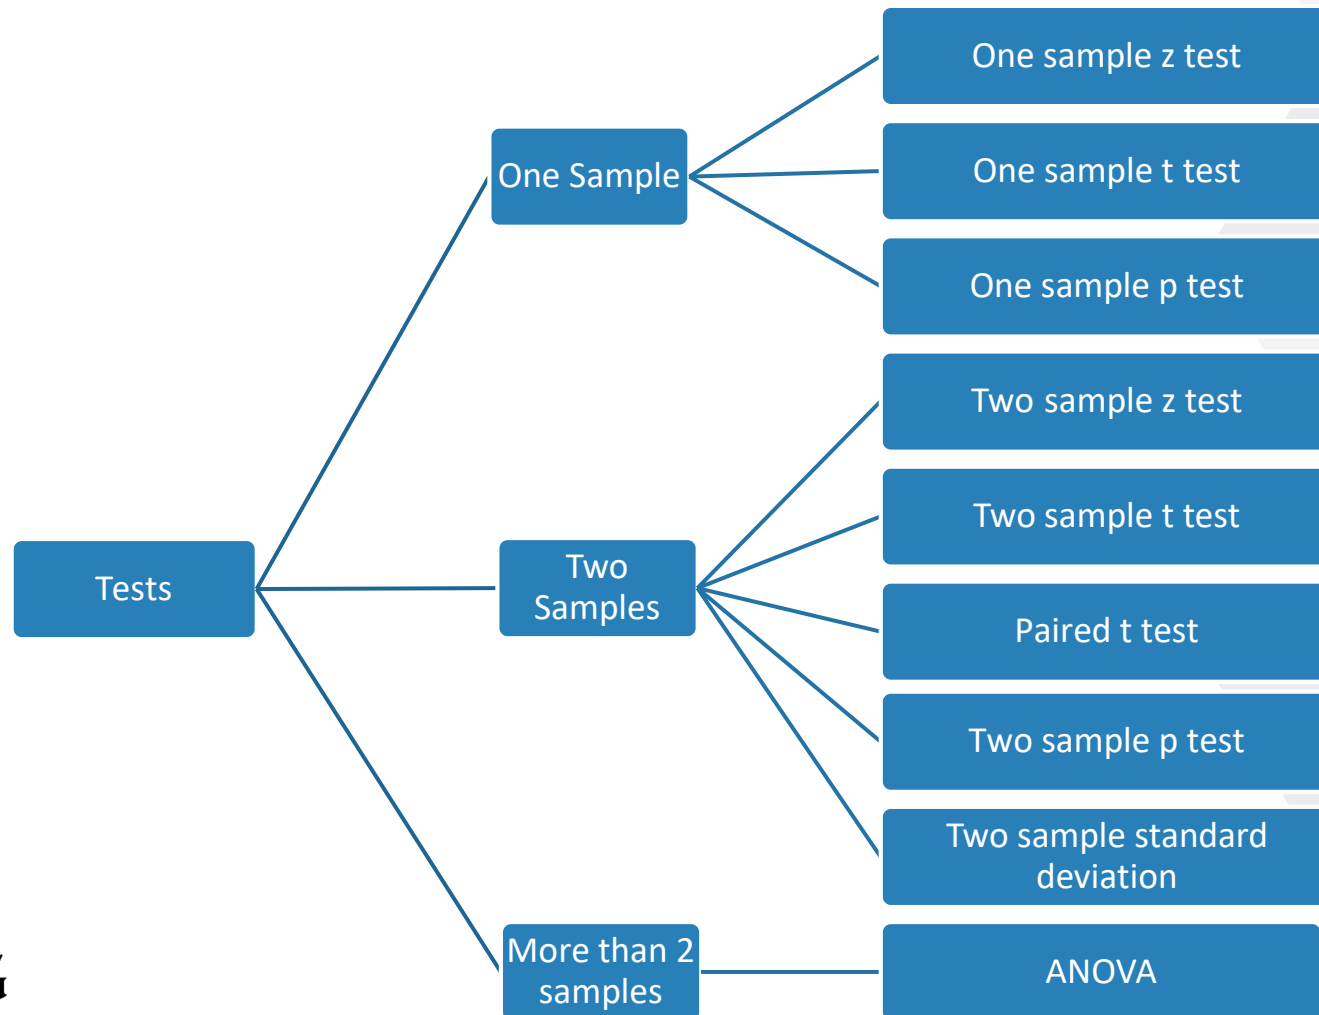 One sample z test
One Sample
One sample t test
One sample p test
Two sample z test
Two sample t test
Tests
Two
Samples
Paired t test
Two sample p test
Two sample standard
deviation
More than 2
samples
ANOVA